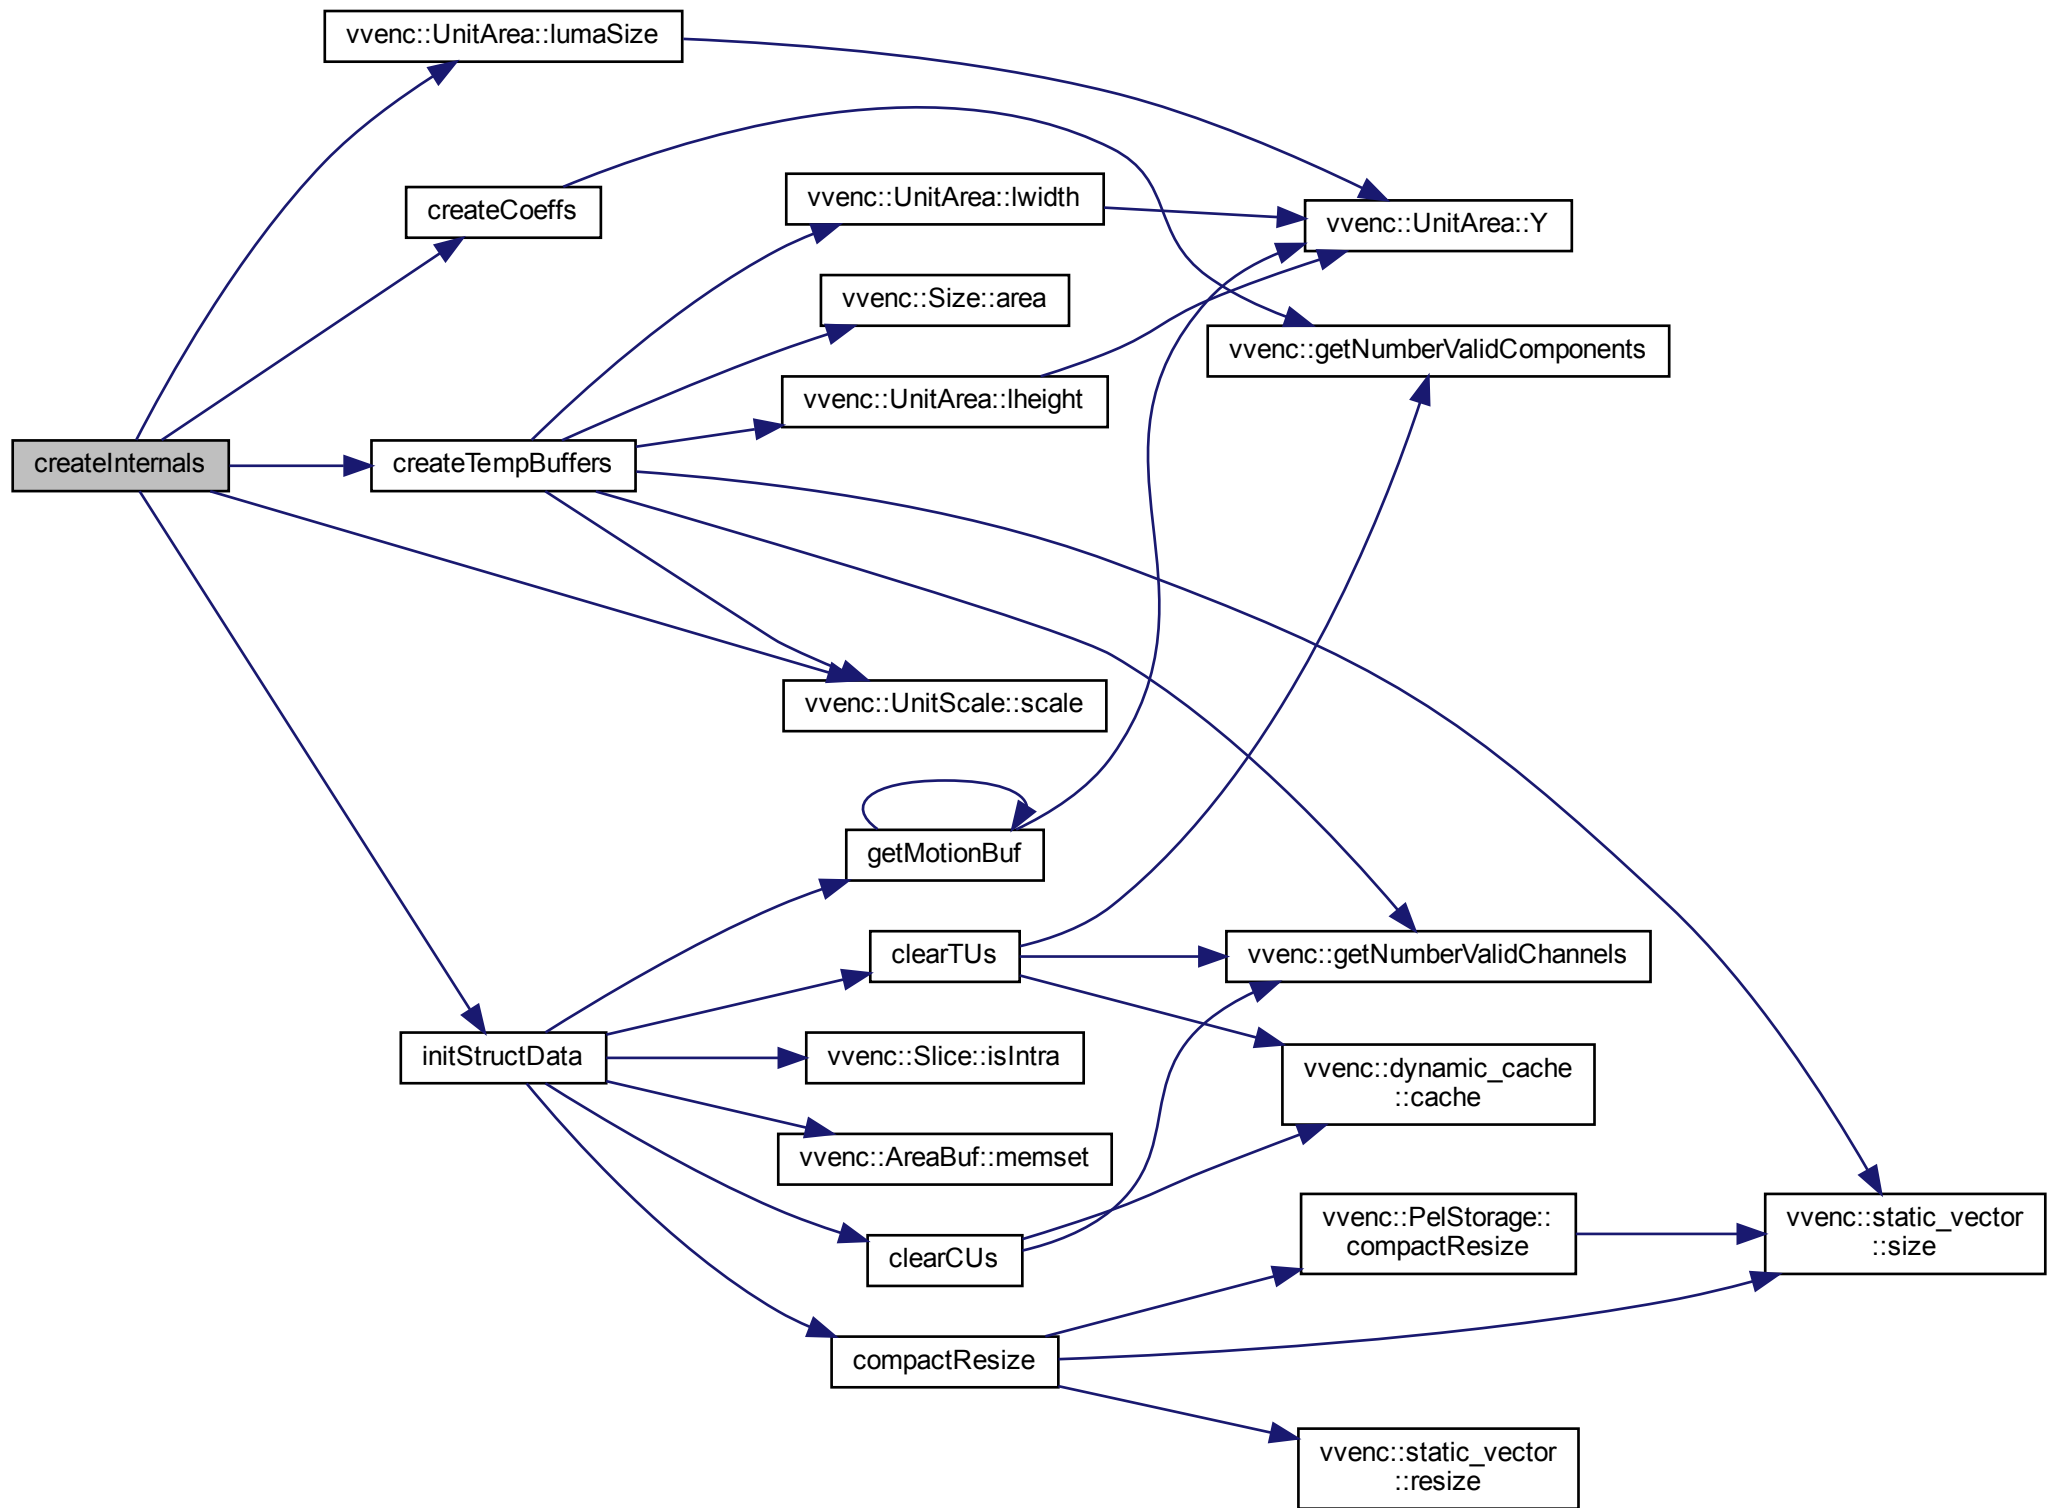 vvenc::UnitArea::lumaSize
createCoeffs
vvenc::UnitArea::lwidth
vvenc::UnitArea::Y
vvenc::Size::area
vvenc::getNumberValidComponents
vvenc::UnitArea::lheight
createInternals
createTempBuffers
vvenc::UnitScale::scale
getMotionBuf
clearTUs
vvenc::getNumberValidChannels
initStructData
vvenc::Slice::isIntra
vvenc::dynamic_cache
::cache
vvenc::AreaBuf::memset
clearCUs
vvenc::PelStorage::
compactResize
vvenc::static_vector
::size
compactResize
vvenc::static_vector
::resize